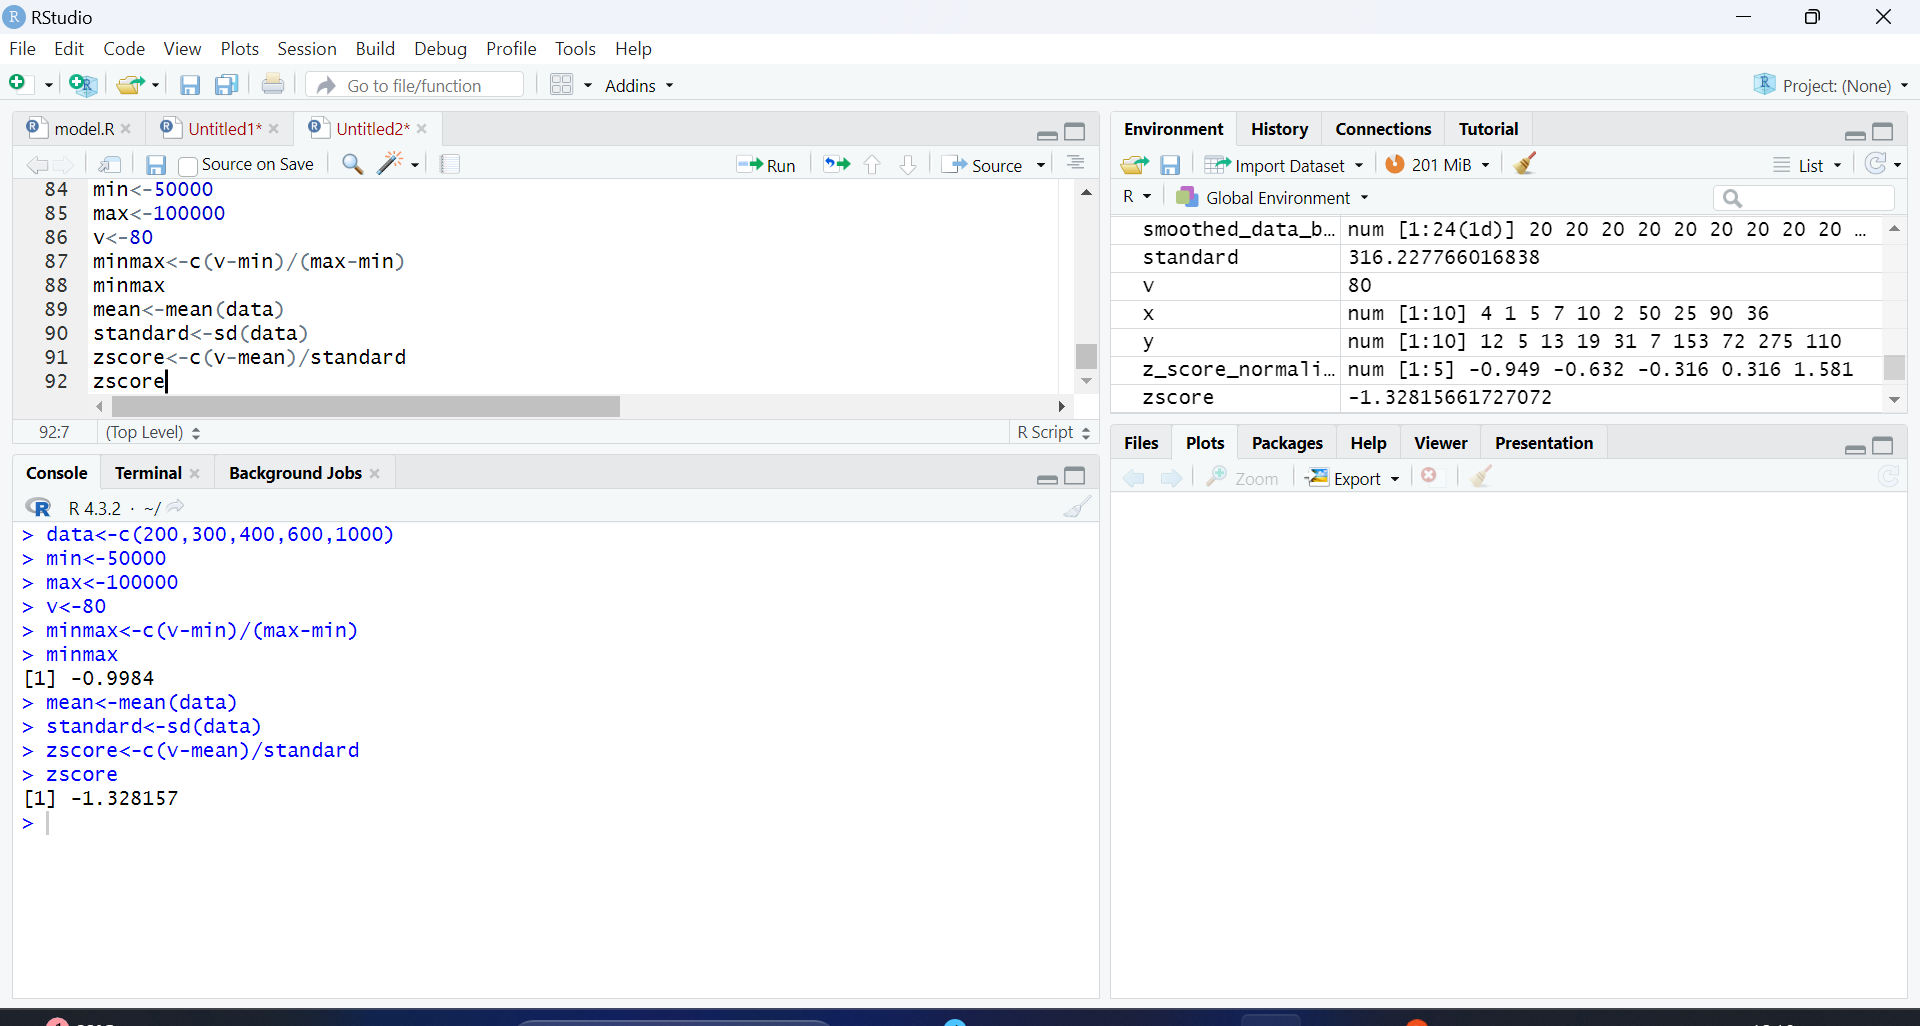 RStudio
File Edit Code View Plots Session Build Debug Profile Tools Help
Go to file/function Addins Project: (None)
model.R Untitled1* Untitled2*
Source on Save Run Source
84 min<-50000
85 max<-100000
86 v<-80
87 minmax<-c(v-min)/(max-min)
88 minmax
89 mean<-mean(data)
90 standard<-sd(data)
91 zscore<-c(v-mean)/standard
92 zscore
92:7 (Top Level) R Script
Console Terminal Background Jobs
R 4.3.2 · ~/
> data<-c(200,300,400,600,1000)
> min<-50000
> max<-100000
> v<-80
> minmax<-c(v-min)/(max-min)
> minmax
[1] -0.9984
> mean<-mean(data)
> standard<-sd(data)
> zscore<-c(v-mean)/standard
> zscore
[1] -1.328157
>
Environment History Connections Tutorial
Import Dataset 201 MiB List
R Global Environment
smoothed_data_b… num [1:24(1d)] 20 20 20 20 20 20 20 20 20 …
standard 316.227766016838
v 80
x num [1:10] 4 1 5 7 10 2 50 25 90 36
y num [1:10] 12 5 13 19 31 7 153 72 275 110
z_score_normali… num [1:5] -0.949 -0.632 -0.316 0.316 1.581
zscore -1.32815661727072
Files Plots Packages Help Viewer Presentation
Zoom Export